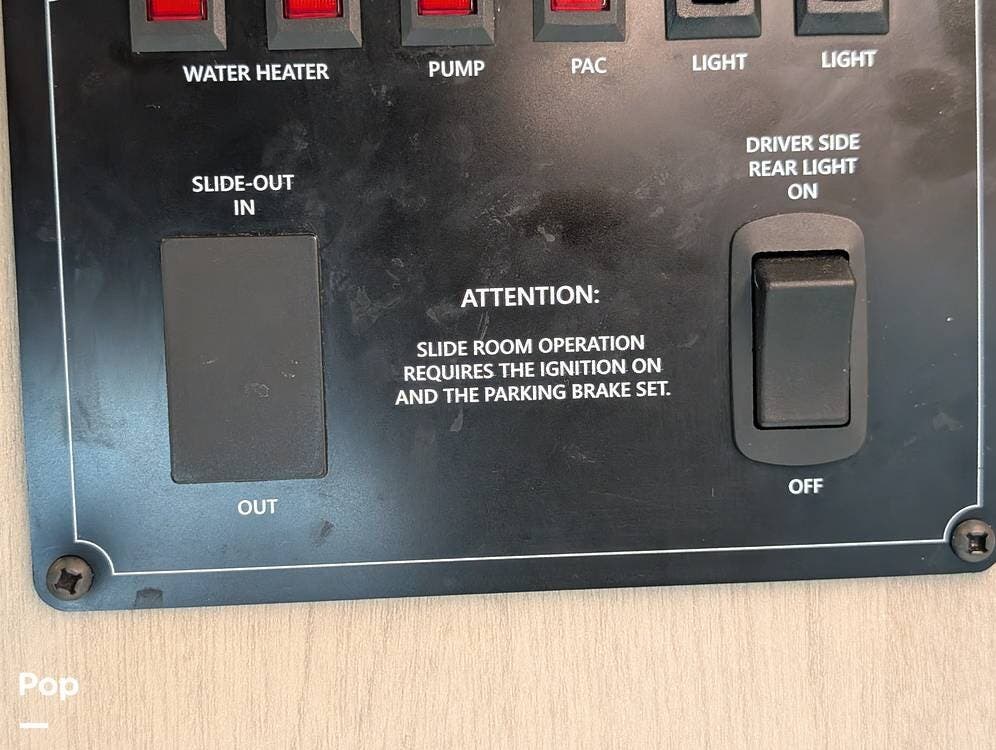 WATER HEATER PUMP PAC LIGHT LIGHT
DRIVER SIDE
REAR LIGHT
ON
SLIDE-OUT
IN
ATTENTION:
SLIDE ROOM OPERATION
REQUIRES THE IGNITION ON
AND THE PARKING BRAKE SET.
OUT
OFF
Pop